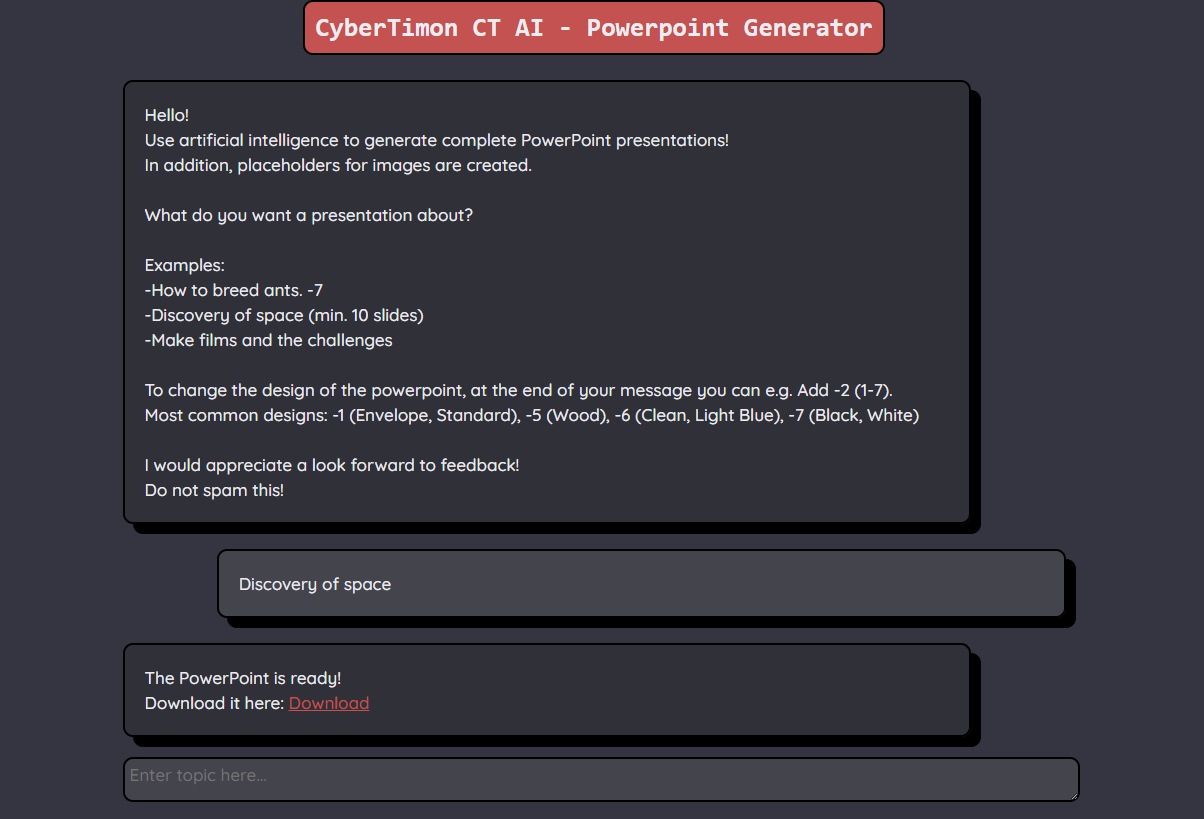 CyberTimon CT AI - Powerpoint Generator
Hello!
Use artificial intelligence to generate complete PowerPoint presentations!
In addition, placeholders for images are created.
What do you want a presentation about?
Examples:
-How to breed ants. -7
-Discovery of space (min. 10 slides)
-Make films and the challenges
To change the design of the powerpoint, at the end of your message you can e.g. Add -2 (1-7).
Most common designs: -1 (Envelope, Standard), -5 (Wood), -6 (Clean, Light Blue), -7 (Black, White)
I would appreciate a look forward to feedback!
Do not spam this!
Discovery of space
The PowerPoint is ready!
Download it here: Download
Enter topic here...